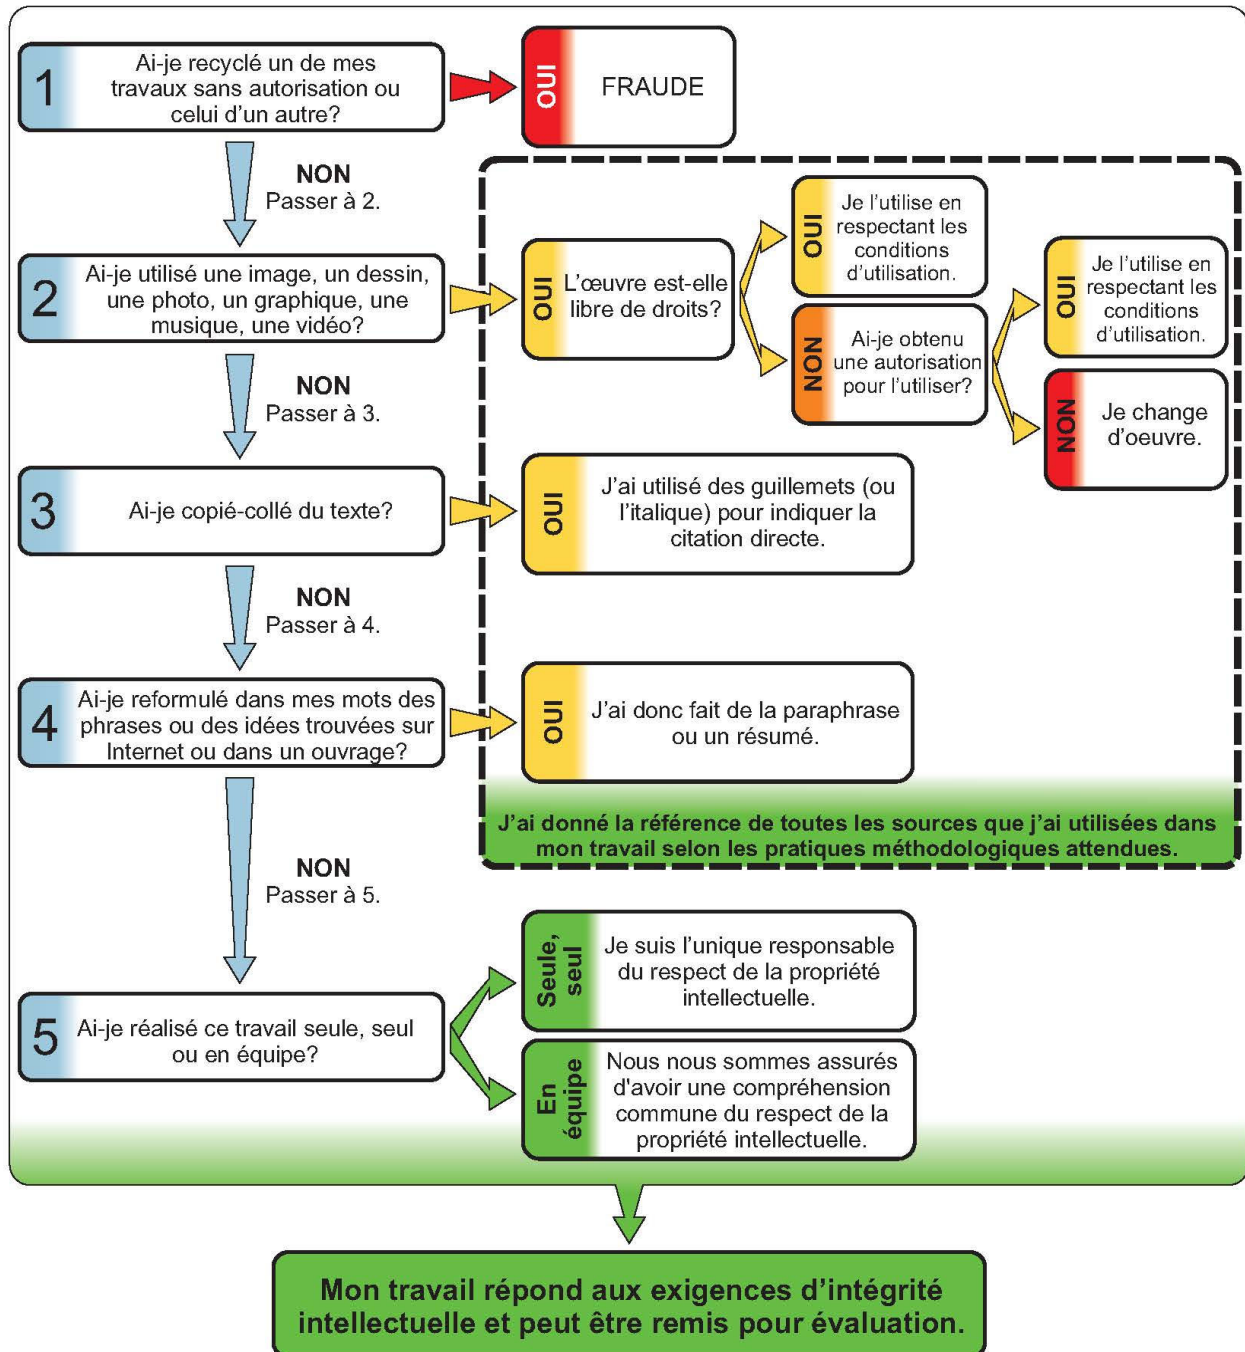 1
Ai-je recyclé un de mes
travaux sans autorisation ou
celui d'un autre?
OUI
FRAUDE
NON
Passer à 2.
2
Ai-je utilisé une image, un dessin,
une photo, un graphique, une
musique, une vidéo?
OUI
L'œuvre est-elle
libre de droits?
OUI
Je l'utilise en
respectant les
conditions
d'utilisation.
NON
Ai-je obtenu
une autorisation
pour l'utiliser?
OUI
Je l'utilise en
respectant les
conditions
d'utilisation.
NON
Je change
d'oeuvre.
NON
Passer à 3.
3
Ai-je copié-collé du texte?
OUI
J'ai utilisé des guillemets (ou
l'italique) pour indiquer la
citation directe.
NON
Passer à 4.
4
Ai-je reformulé dans mes mots des
phrases ou des idées trouvées sur
Internet ou dans un ouvrage?
OUI
J'ai donc fait de la paraphrase
ou un résumé.
J'ai donné la référence de toutes les sources que j'ai utilisées dans
mon travail selon les pratiques méthodologiques attendues.
NON
Passer à 5.
5
Ai-je réalisé ce travail seule, seul
ou en équipe?
Seule,
seul
Je suis l'unique responsable
du respect de la propriété
intellectuelle.
En
équipe
Nous nous sommes assurés
d'avoir une compréhension
commune du respect de la
propriété intellectuelle.
Mon travail répond aux exigences d'intégrité
intellectuelle et peut être remis pour évaluation.